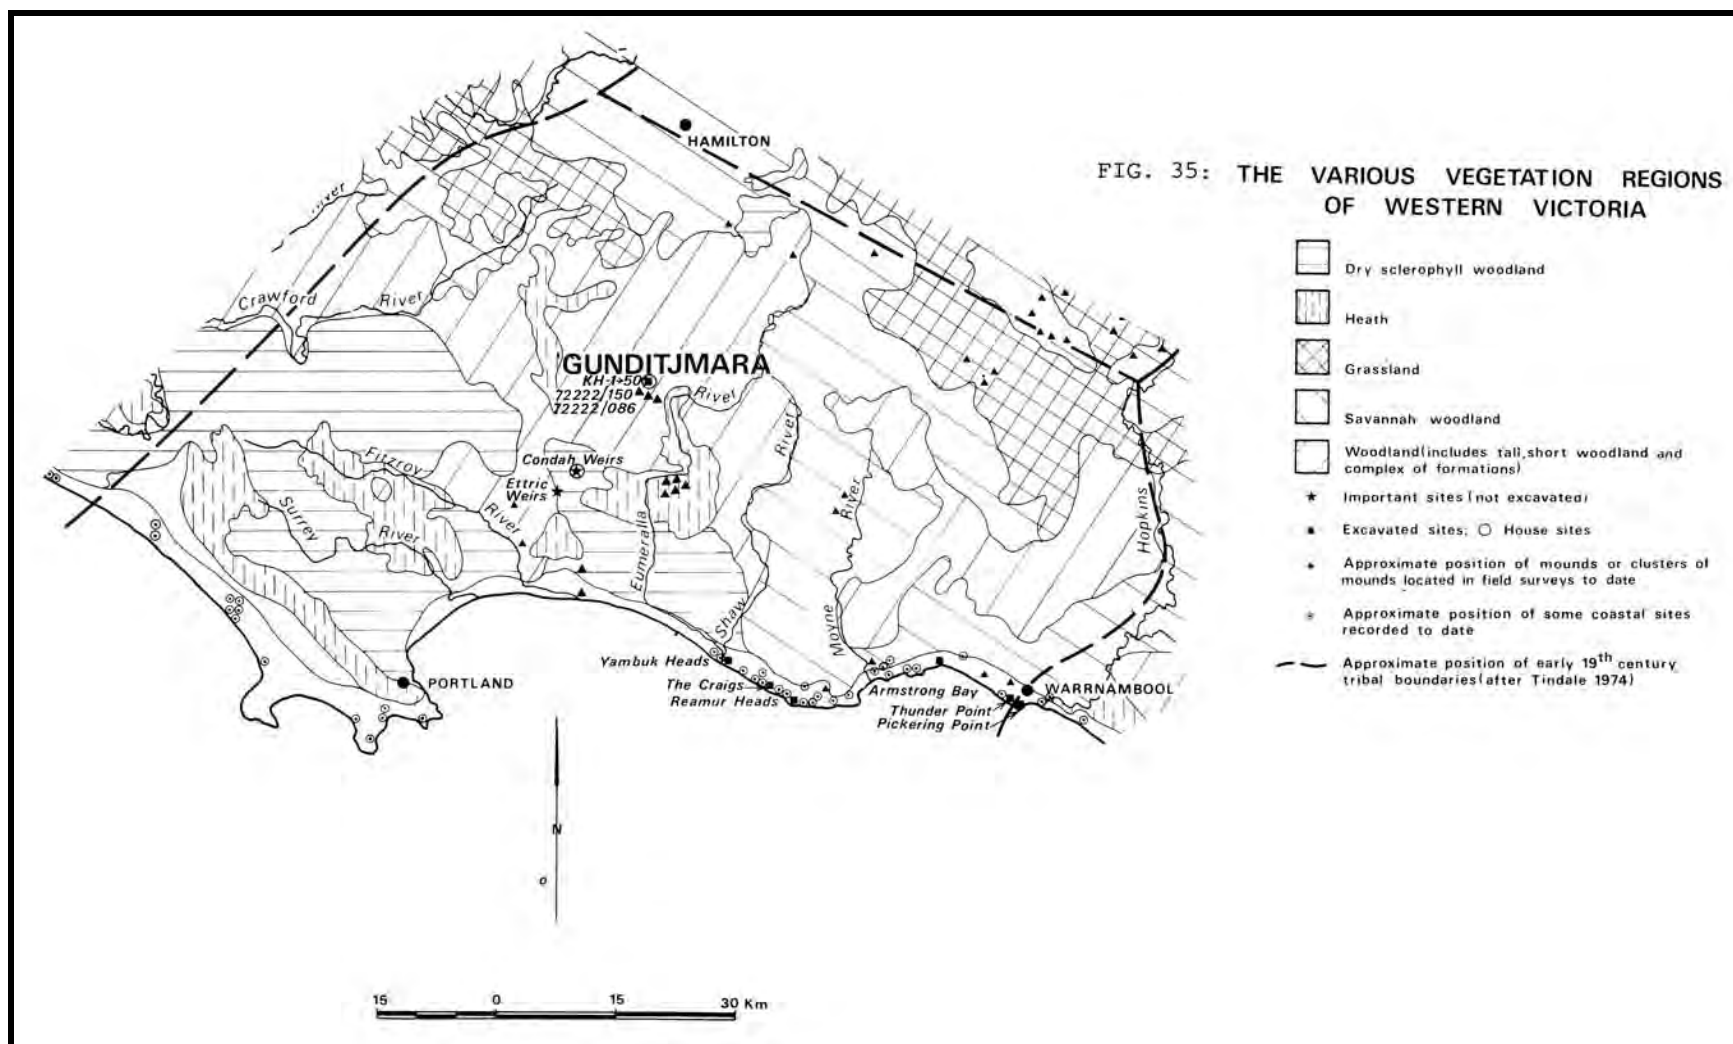 FIG. 35: THE VARIOUS VEGETATION REGIONS
OF WESTERN VICTORIA
Dry sclerophyll woodland
Heath
Grassland
Savannah woodland
Woodland(includes tall,short woodland and
complex of formations)
Important sites (not excavated)
Excavated sites; House sites
Approximate position of mounds or clusters of
mounds located in field surveys to date
Approximate position of some coastal sites
recorded to date
Approximate position of early 19th century
tribal boundaries(after Tindale 1974)
HAMILTON
River
Crawford River
GUNDITJMARA
KH-1→50
72222/150
72222/086
River
River
Condah Weirs
Ettric
Weirs
Fitzroy
River
Surrey
River
Eumeralla
Shaw
Moyne
River
Hopkins
Yambuk Heads
The Craigs
Reamur Heads
Armstrong Bay
Thunder Point
Pickering Point
WARRNAMBOOL
PORTLAND
N
15 0 15 30 Km